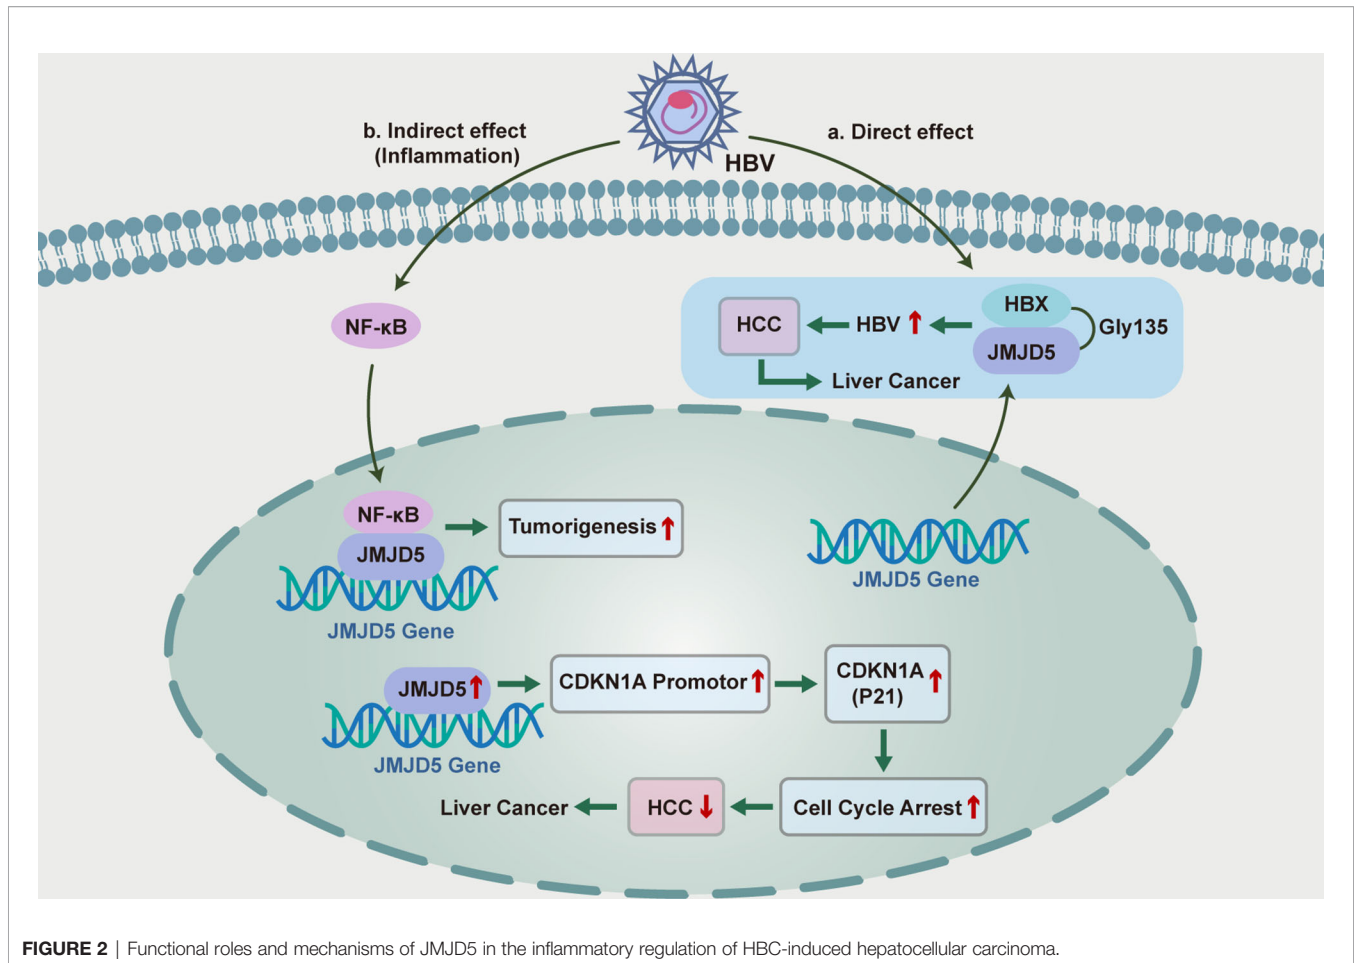 b. Indirect effect
(Inflammation)
a. Direct effect
HBV
NF-κB
HCC
HBV
HBX
JMJD5
Gly135
Liver Cancer
NF-κB
JMJD5
JMJD5 Gene
Tumorigenesis
JMJD5 Gene
JMJD5
JMJD5 Gene
CDKN1A Promotor
CDKN1A
(P21)
Cell Cycle Arrest
HCC
Liver Cancer
FIGURE 2 | Functional roles and mechanisms of JMJD5 in the inflammatory regulation of HBC-induced hepatocellular carcinoma.